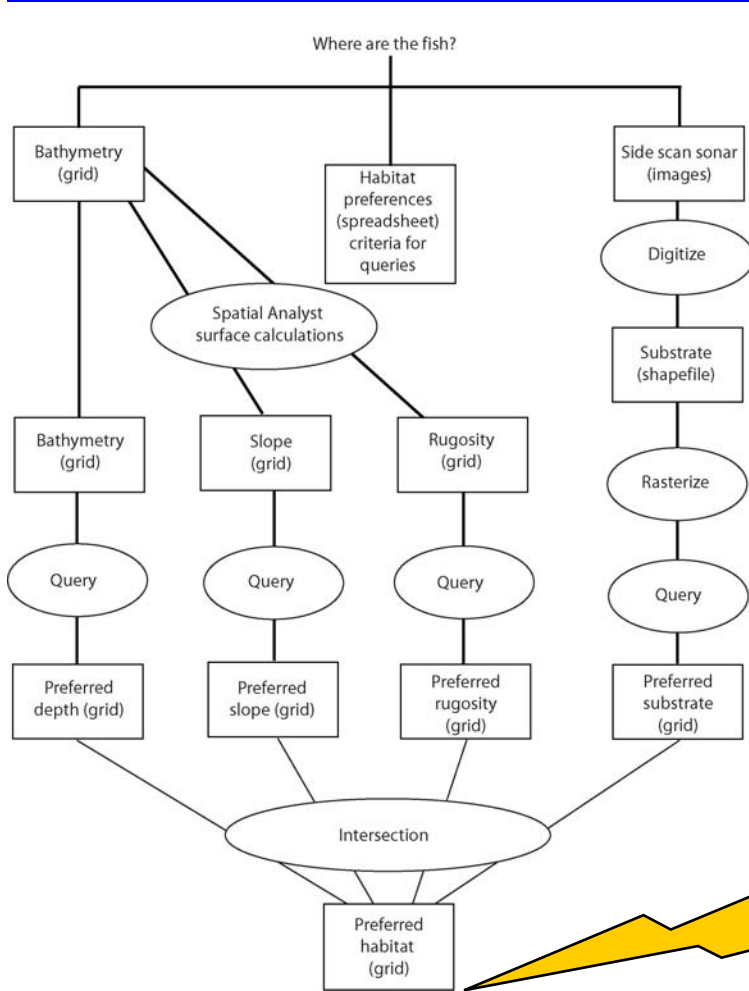 Where are the fish?
Bathymetry
(grid)
Habitat
preferences
(spreadsheet)
criteria for
queries
Side scan sonar
(images)
Digitize
Spatial Analyst
surface calculations
Substrate
(shapefile)
Bathymetry
(grid)
Slope
(grid)
Rugosity
(grid)
Rasterize
Query
Query
Query
Query
Preferred
depth (grid)
Preferred
slope (grid)
Preferred
rugosity
(grid)
Preferred
substrate
(grid)
Intersection
Preferred
habitat
(grid)